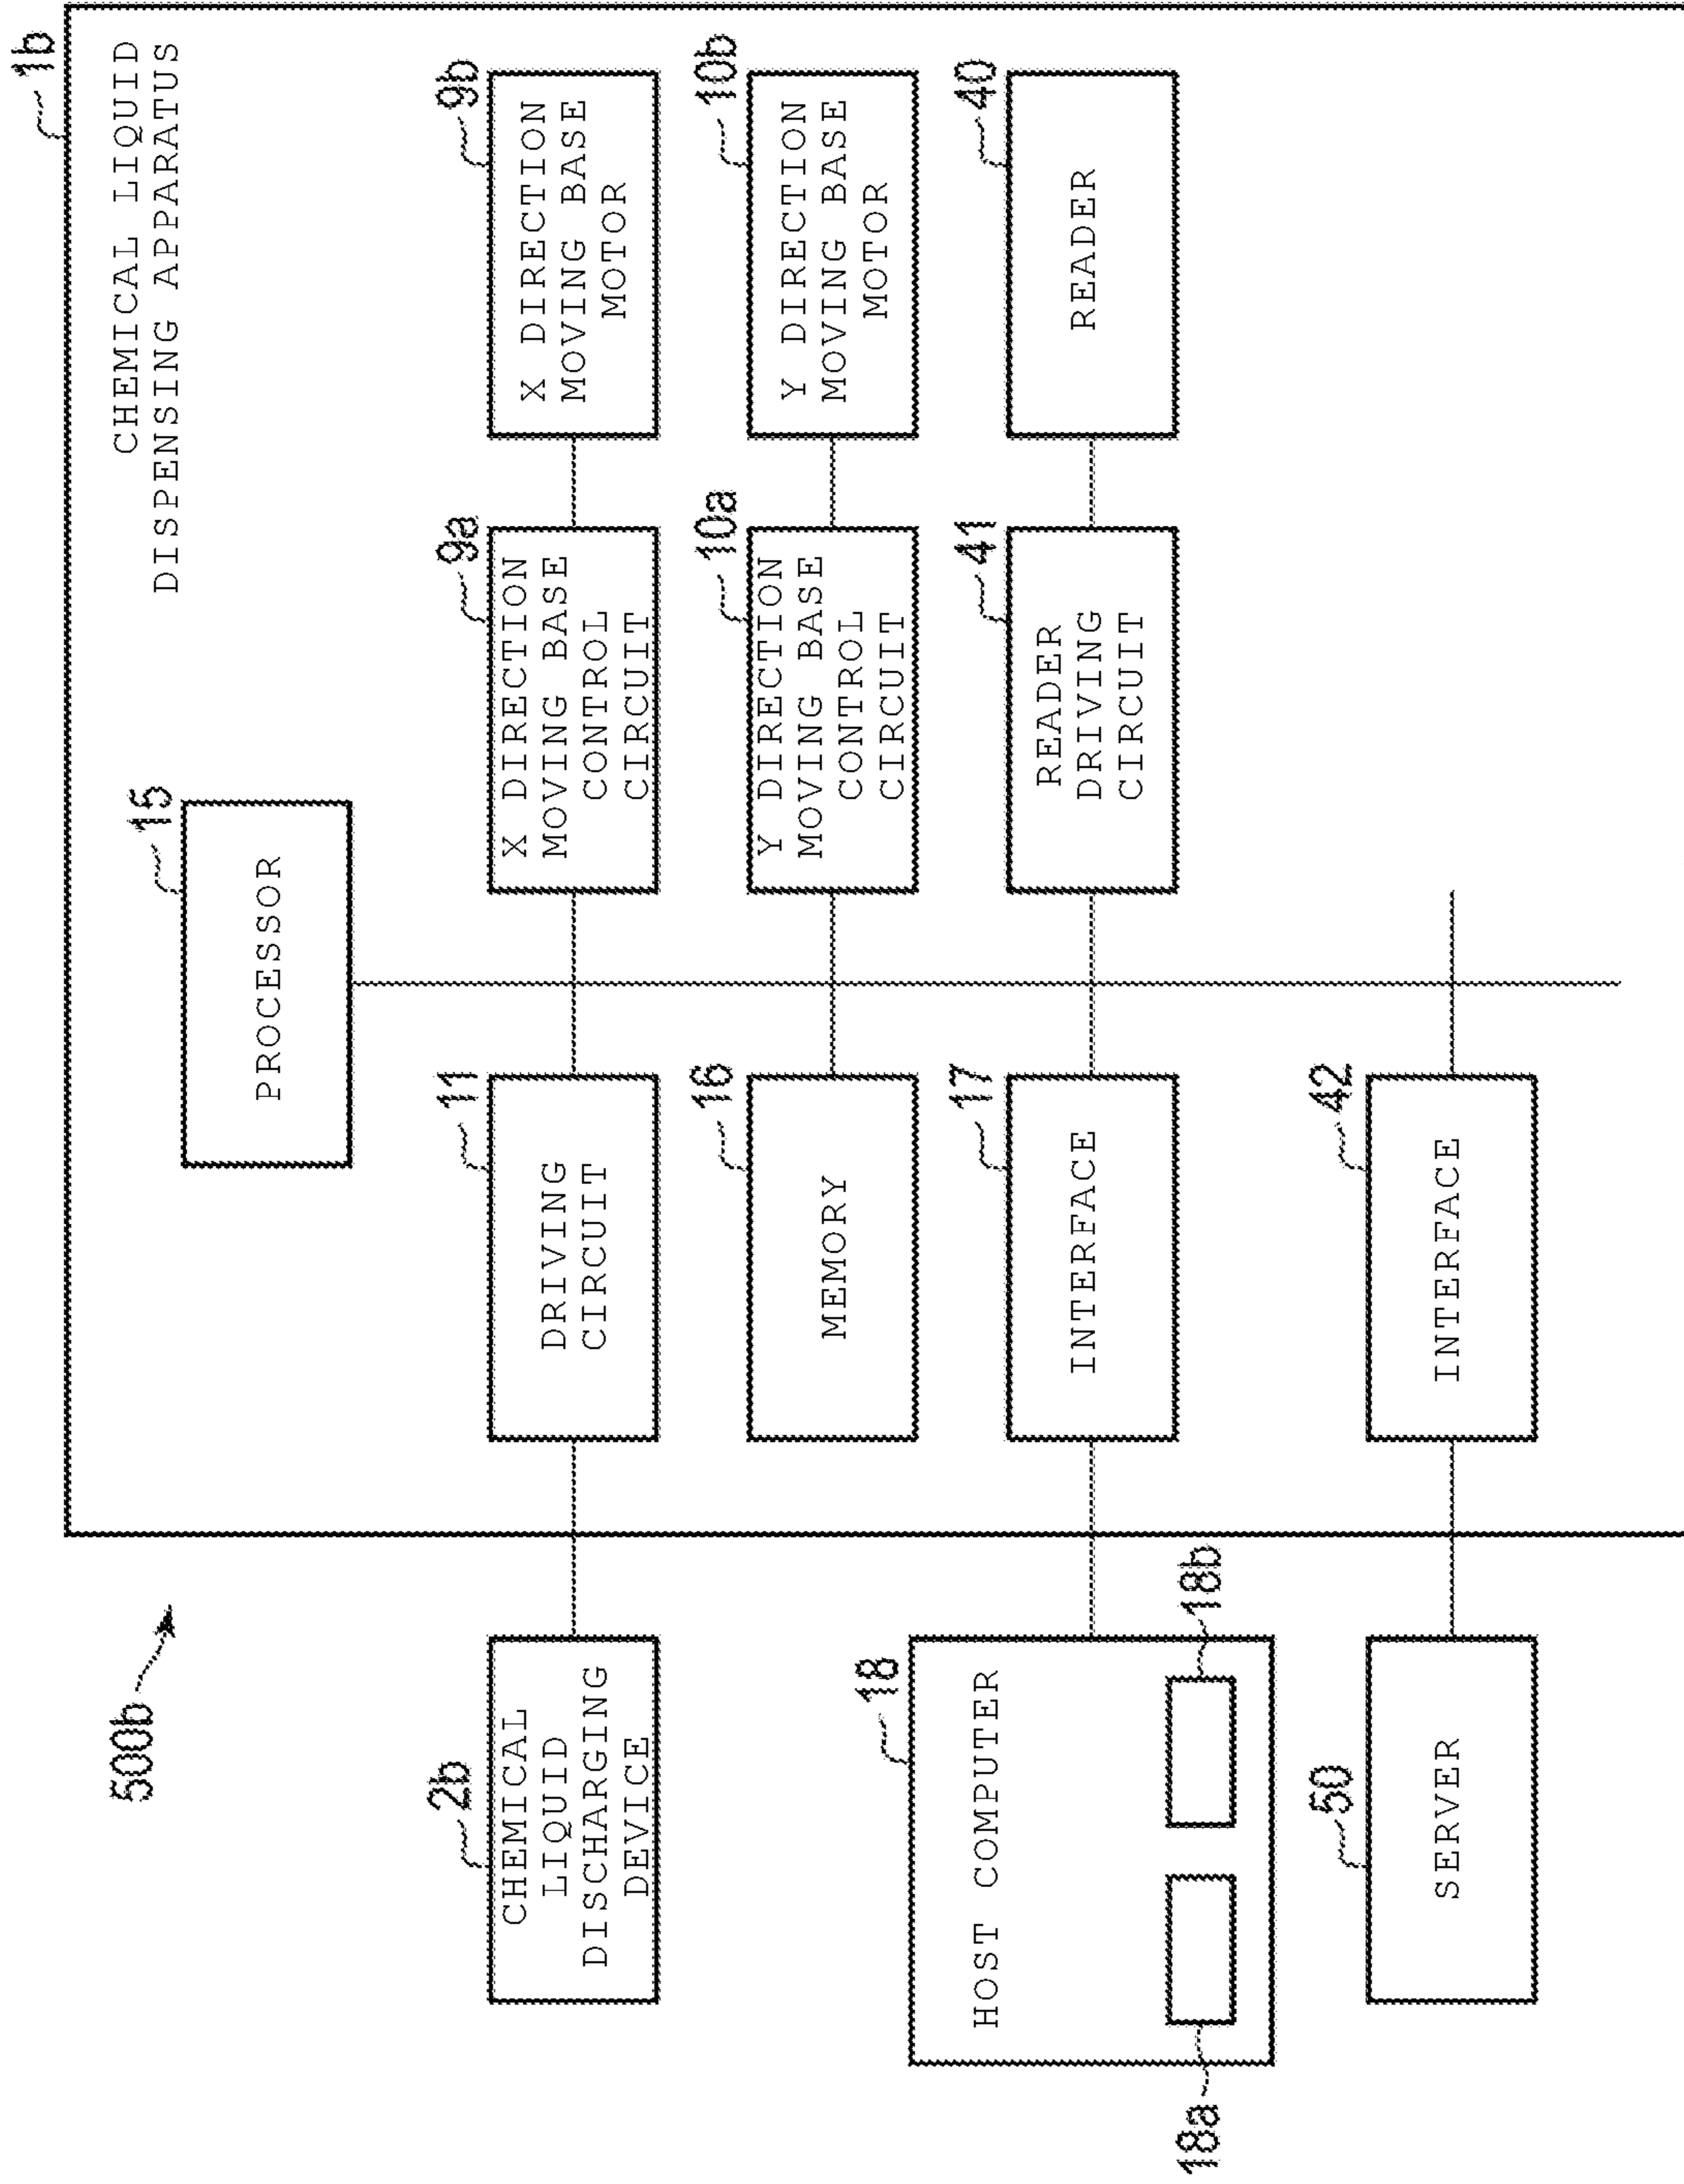 500b
1b
CHEMICAL LIQUID
DISPENSING APPARATUS
15
PROCESSOR
2b
CHEMICAL
LIQUID
DISCHARGING
DEVICE
11
DRIVING
CIRCUIT
9a
X DIRECTION
MOVING BASE
CONTROL
CIRCUIT
9b
X DIRECTION
MOVING BASE
MOTOR
16
MEMORY
10a
Y DIRECTION
MOVING BASE
CONTROL
CIRCUIT
10b
Y DIRECTION
MOVING BASE
MOTOR
18
HOST COMPUTER
18a
18b
17
INTERFACE
41
READER
DRIVING
CIRCUIT
40
READER
50
SERVER
42
INTERFACE